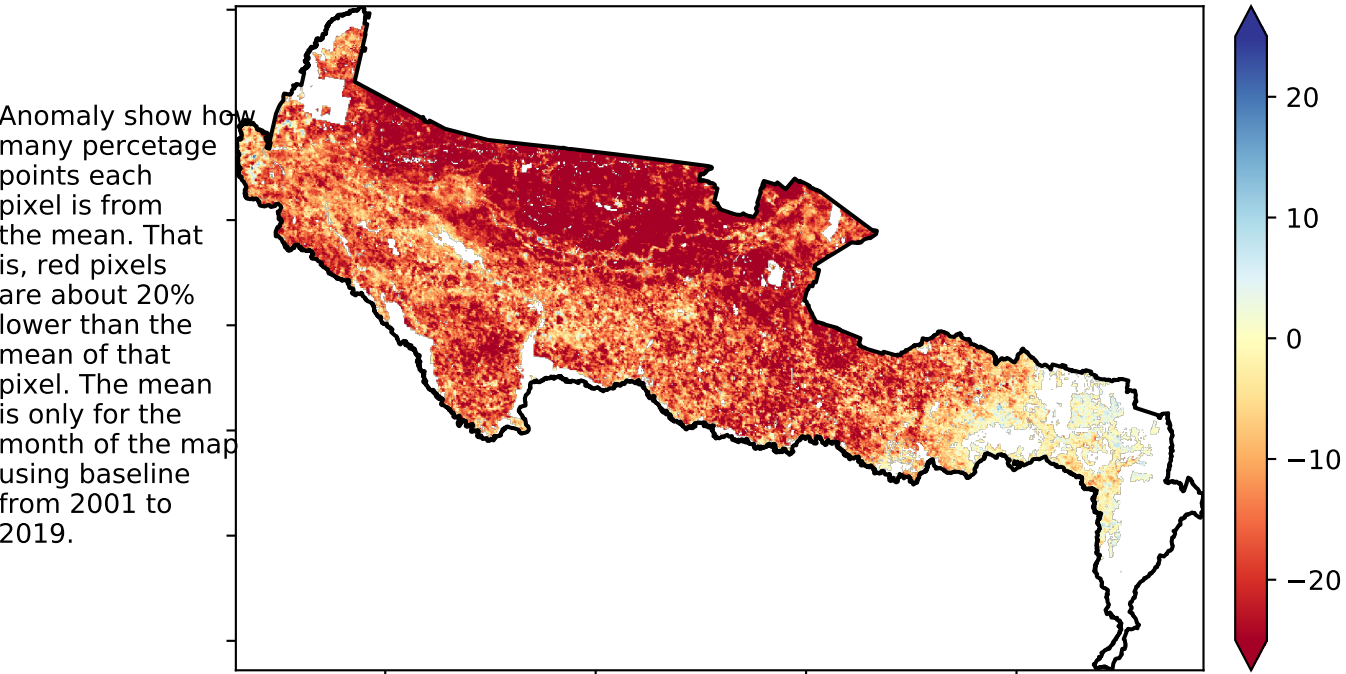 Anomaly show how
many percetage
points each
pixel is from
the mean. That
is, red pixels
are about 20%
lower than the
mean of that
pixel. The mean
is only for the
month of the map
using baseline
from 2001 to
2019.
20
10
0
−10
−20